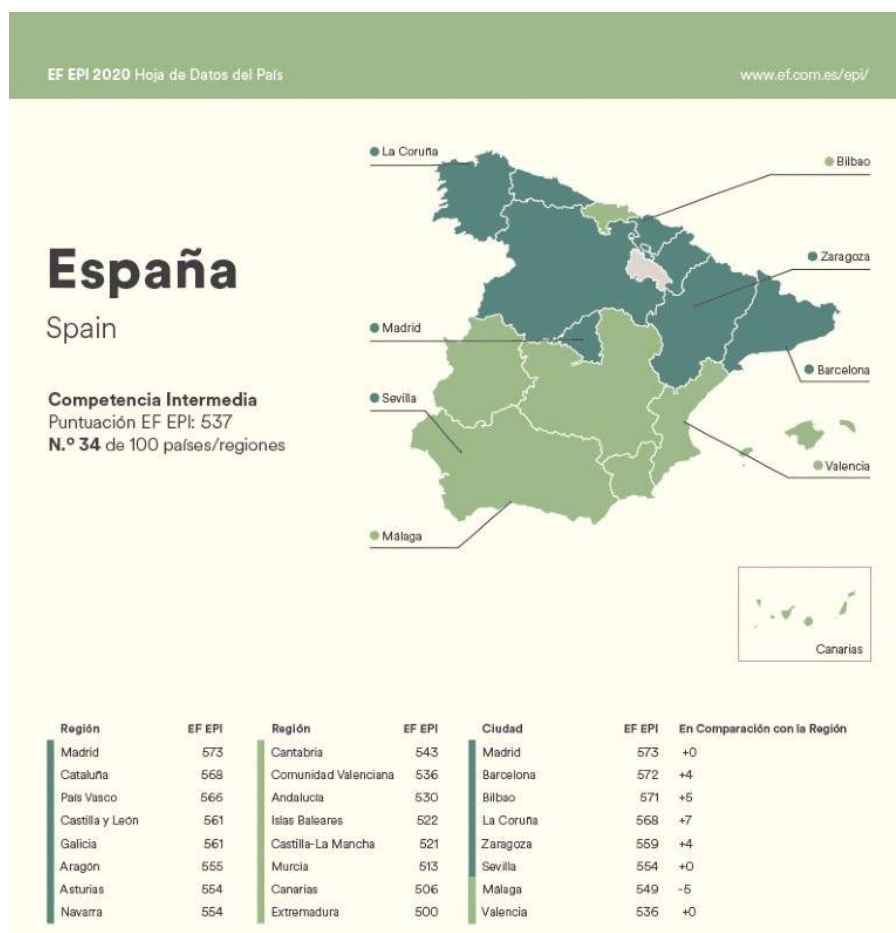 EF EPI 2020 Hoja de Datos del País
www.ef.com.es/epi/
La Coruña
Bilbao
España
Spain
Zaragoza
Madrid
Competencia Intermedia
Puntuación EF EPI: 537
N.º 34 de 100 países/regiones
Barcelona
Sevilla
Valencia
Málaga
Canarias
Región EF EPI Región EF EPI Ciudad EF EPI En Comparación con la Región
Madrid 573 Cantabria 543 Madrid 573 +0
Cataluña 568 Comunidad Valenciana 536 Barcelona 572 +4
País Vasco 566 Andalucía 530 Bilbao 571 +5
Castilla y León 561 Islas Baleares 522 La Coruña 568 +7
Galicia 561 Castilla-La Mancha 521 Zaragoza 559 +4
Aragón 555 Murcia 513 Sevilla 554 +0
Asturias 554 Canarias 506 Málaga 549 -5
Navarra 554 Extremadura 500 Valencia 536 +0